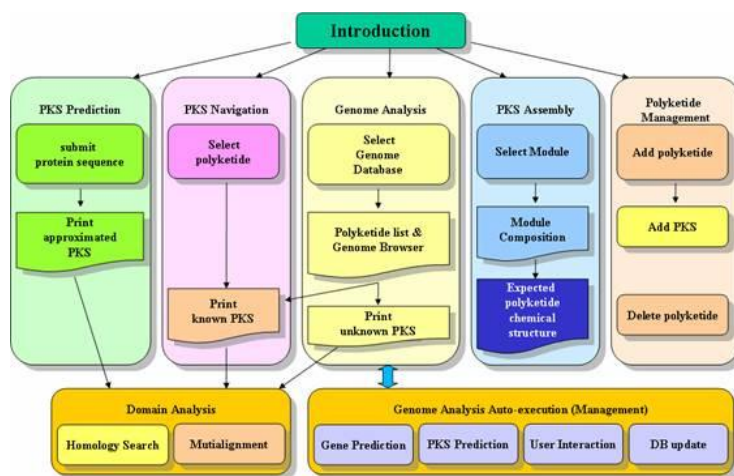 Introduction
PKS Prediction
submit
protein sequence
Print
approximated
PKS
PKS Navigation
Select
polyketide
Print
known PKS
Genome Analysis
Select
Genome
Database
Polyketide list &
Genome Browser
Print
unknown PKS
PKS Assembly
Select Module
Module
Composition
Expected
polyketide
chemical
structure
Polyketide
Management
Add polyketide
Add PKS
Delete polyketide
Domain Analysis
Homology Search
Mutialignment
Genome Analysis Auto-execution (Management)
Gene Prediction
PKS Prediction
User Interaction
DB update